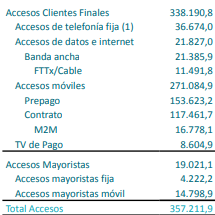 Accesos Clientes Finales 338.190,8
Accesos de telefonía fija (1) 36.674,0
Accesos de datos e internet 21.827,0
Banda ancha 21.385,9
FTTx/Cable 11.491,8
Accesos móviles 271.084,9
Prepago 153.623,2
Contrato 117.461,7
M2M 16.778,1
TV de Pago 8.604,9
Accesos Mayoristas 19.021,1
Accesos mayoristas fija 4.222,2
Accesos mayoristas móvil 14.798,9
Total Accesos 357.211,9